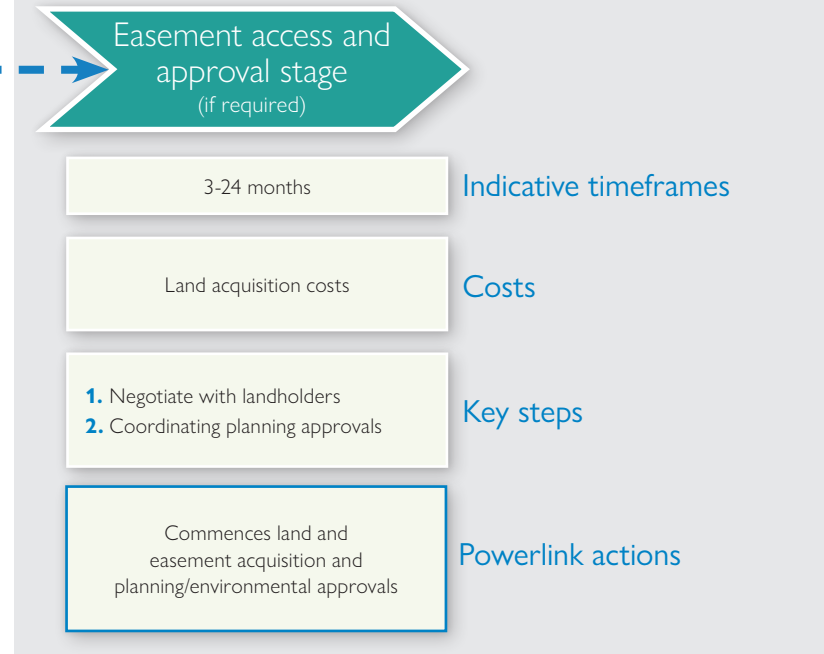 Easement access and
approval stage
(if required)
3-24 months
Indicative timeframes
Land acquisition costs
Costs
1. Negotiate with landholders
2. Coordinating planning approvals
Key steps
Commences land and
easement acquisition and
planning/environmental approvals
Powerlink actions